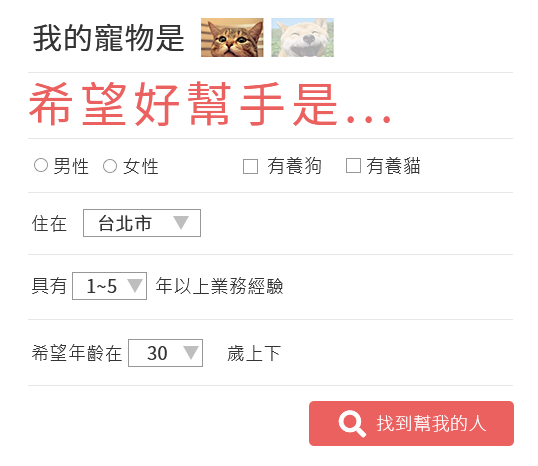 我的寵物是
希望好幫手是...
男性 女性 有養狗 有養貓
住在 台北市
具有 1~5 年以上業務經驗
希望年齡在 30 歲上下
找到幫我的人